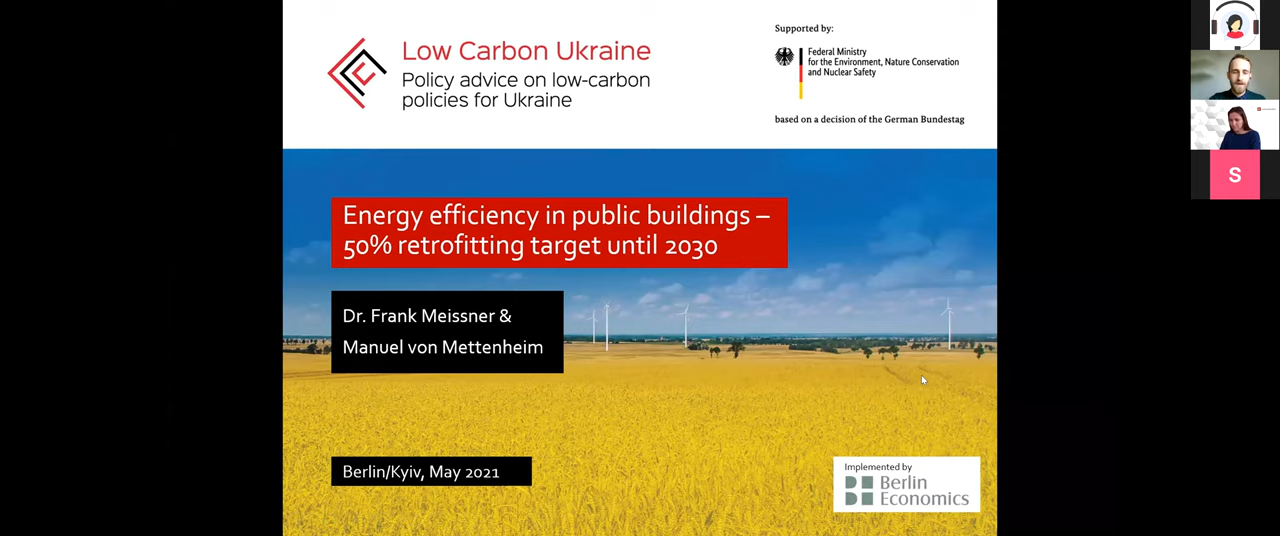 Low Carbon Ukraine
Policy advice on low-carbon
policies for Ukraine
Supported by:
Federal Ministry
for the Environment, Nature Conservation
and Nuclear Safety
based on a decision of the German Bundestag
S
Energy efficiency in public buildings –
50% retrofitting target until 2030
Dr. Frank Meissner &
Manuel von Mettenheim
Berlin/Kyiv, May 2021
Implemented by
Berlin
Economics